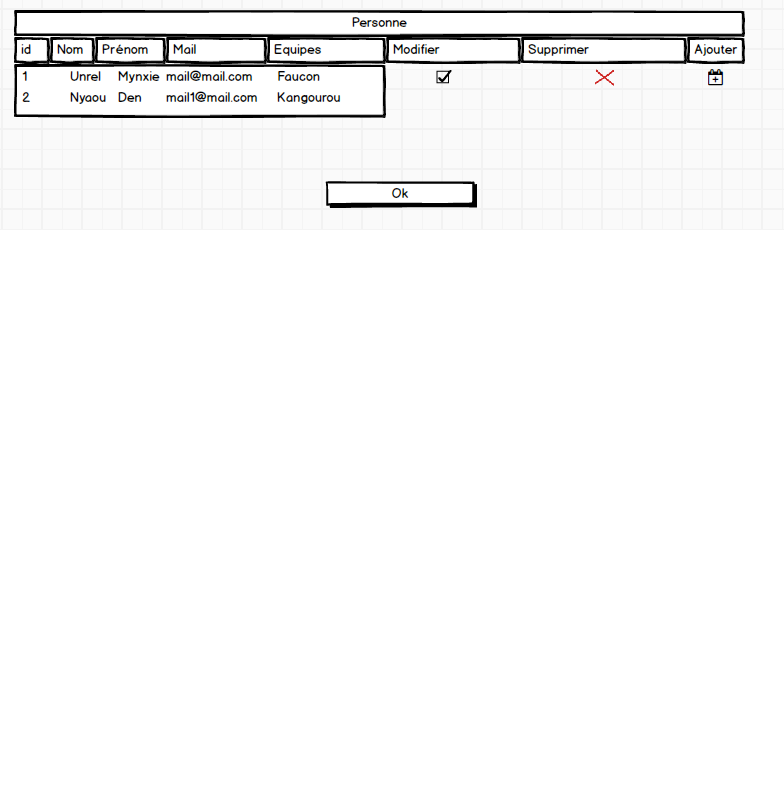 Personne
id Nom Prénom Mail Equipes Modifier Supprimer Ajouter
1 Unrel Mynxie mail@mail.com Faucon
2 Nyaou Den mail1@mail.com Kangourou
Ok